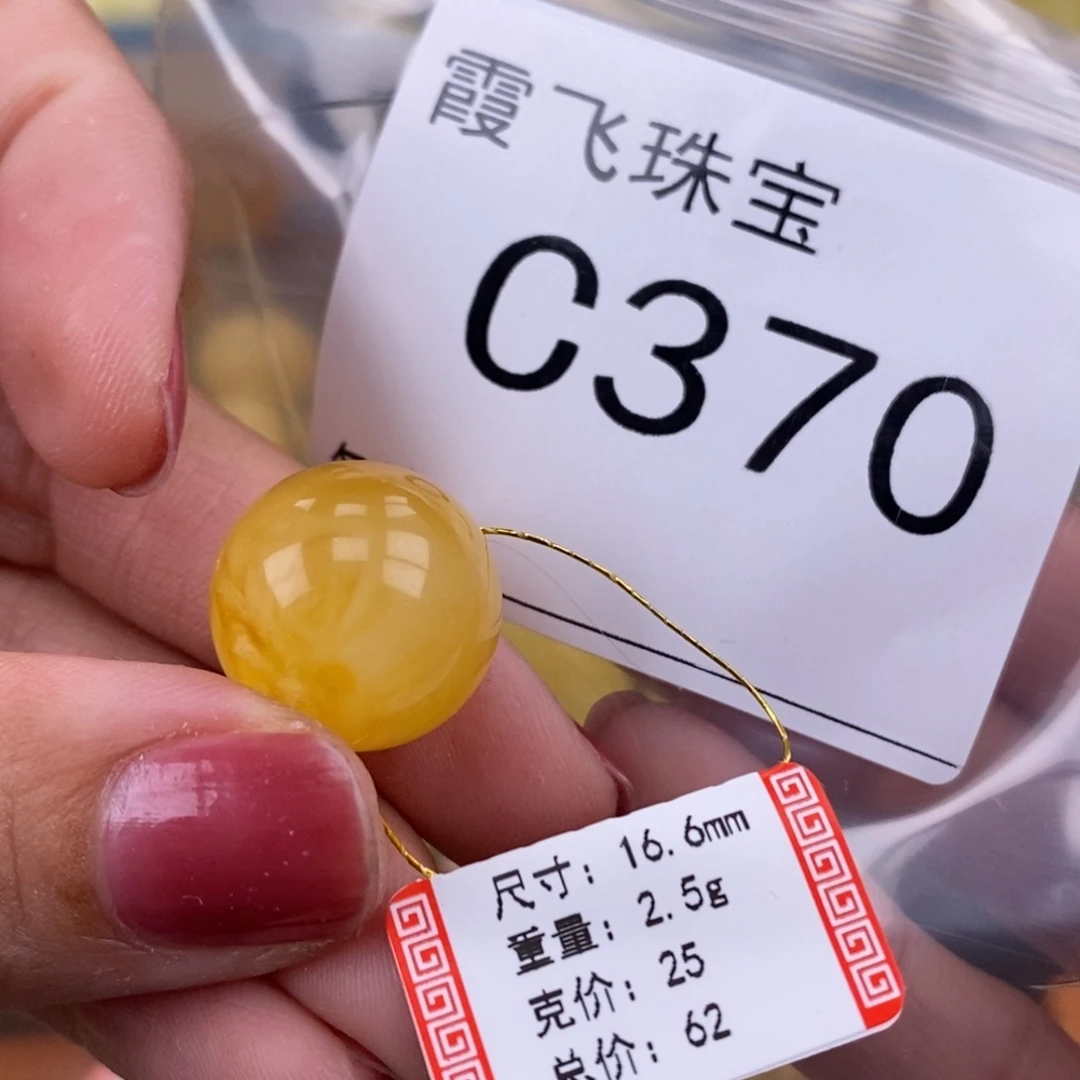 霞飞珠宝
C370
尺寸：16.6mm
重量：2.5g
克价：25
总价：62